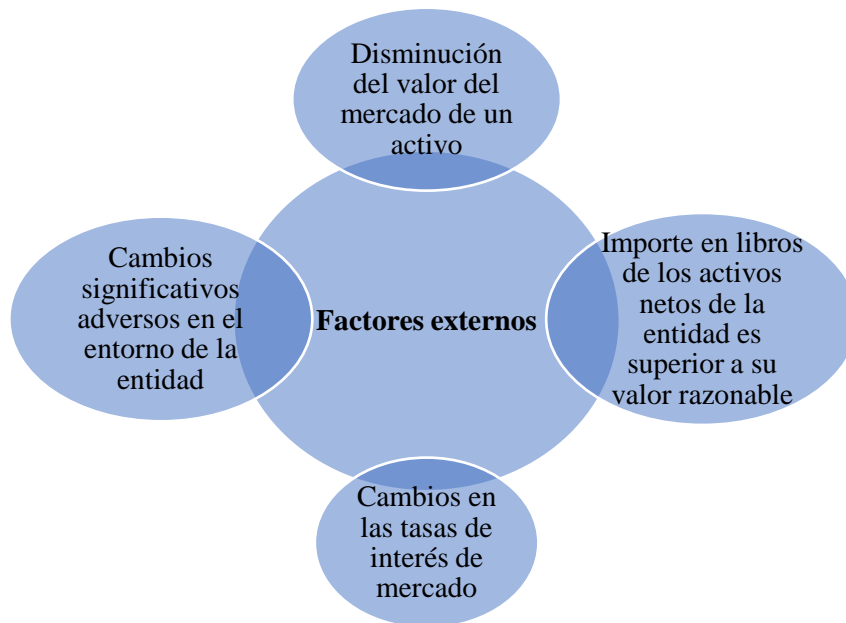 Disminución
del valor del
mercado de un
activo
Cambios
significativos
adversos en el
entorno de la
entidad
Factores externos
Importe en libros
de los activos
netos de la
entidad es
superior a su
valor razonable
Cambios en
las tasas de
interés de
mercado